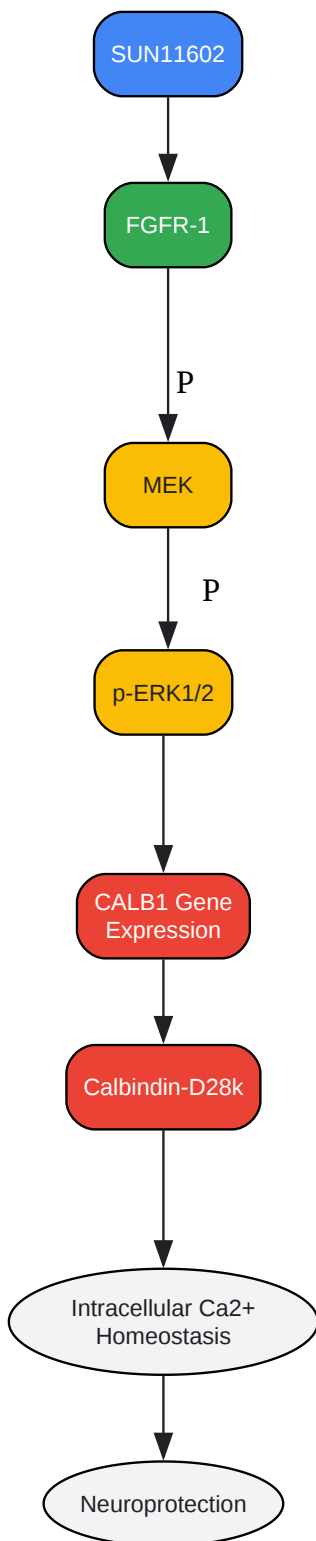 SUN11602
FGFR-1
P
MEK
P
p-ERK1/2
CALB1 Gene
Expression
Calbindin-D28k
Intracellular Ca2+
Homeostasis
Neuroprotection